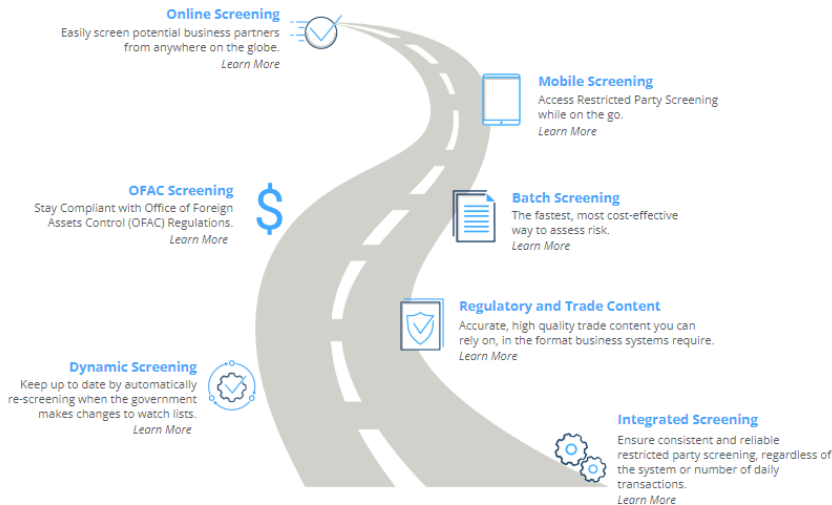 Online Screening
Easily screen potential business partners
from anywhere on the globe.
Learn More
Mobile Screening
Access Restricted Party Screening
while on the go.
Learn More
OFAC Screening
Stay Compliant with Office of Foreign
Assets Control (OFAC) Regulations.
Learn More
Batch Screening
The fastest, most cost-effective
way to assess risk.
Learn More
Regulatory and Trade Content
Accurate, high quality trade content you can
rely on, in the format business systems require.
Learn More
Dynamic Screening
Keep up to date by automatically
re-screening when the government
makes changes to watch lists.
Learn More
Integrated Screening
Ensure consistent and reliable
restricted party screening, regardless of
the system or number of daily
transactions.
Learn More